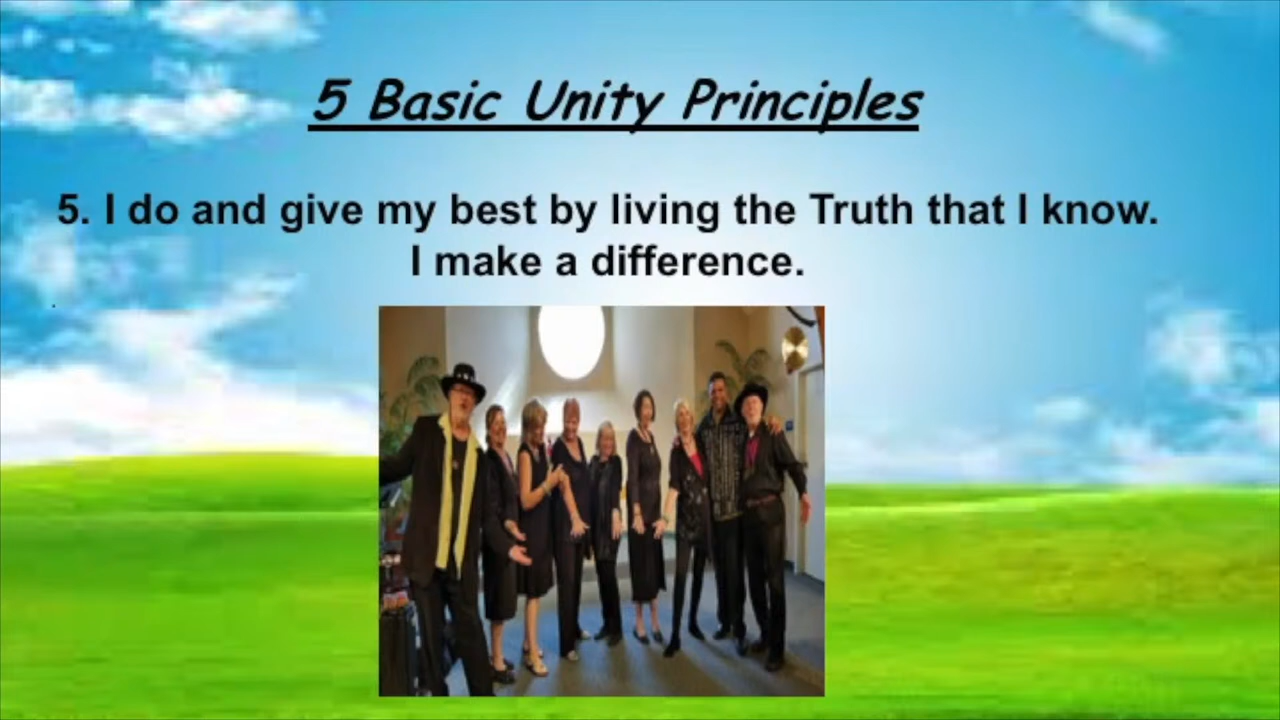 5 Basic Unity Principles
5. I do and give my best by living the Truth that I know.
I make a difference.